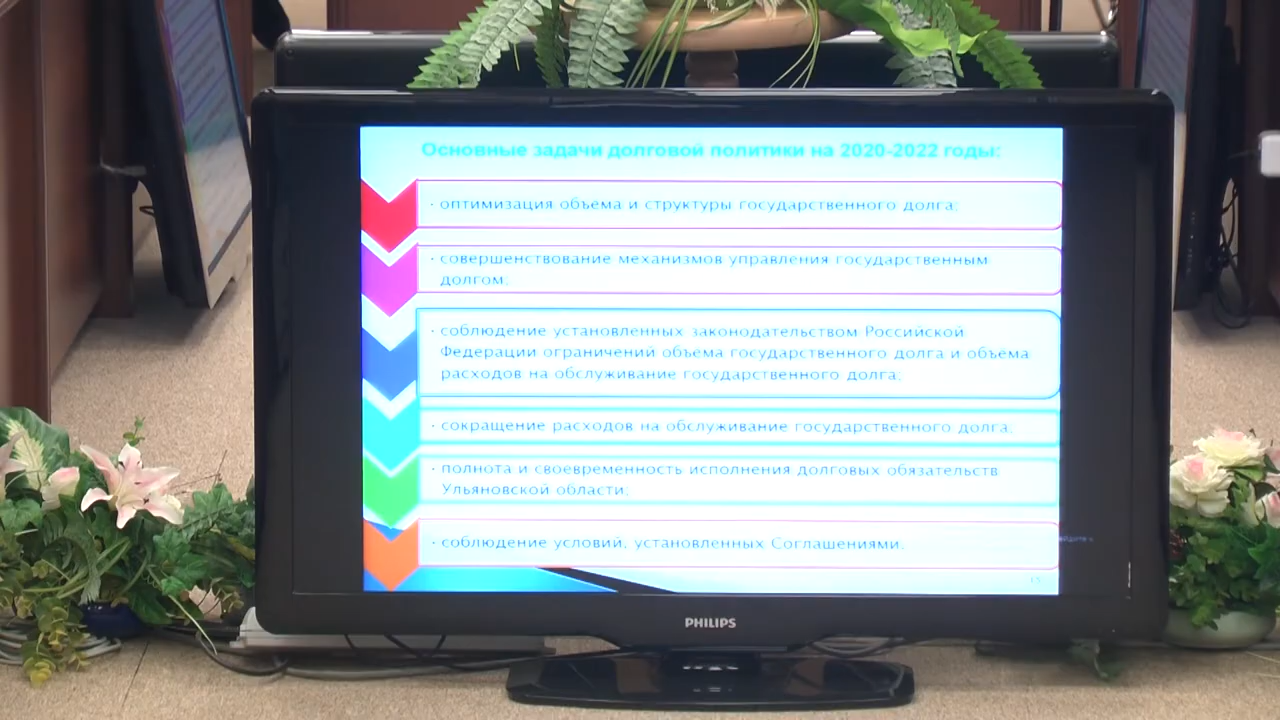 Основные задачи долговой политики на 2020-2022 годы:
· оптимизация объема и структуры государственного долга;
· совершенствование механизмов управления государственным
долгом;
· соблюдение установленных законодательством Российской
Федерации ограничений объема государственного долга и объема
расходов на обслуживание государственного долга;
· сокращение расходов на обслуживание государственного долга;
· полнота и своевременность исполнения долговых обязательств
Ульяновской области;
· соблюдение условий, установленных Соглашениями.
15
PHILIPS